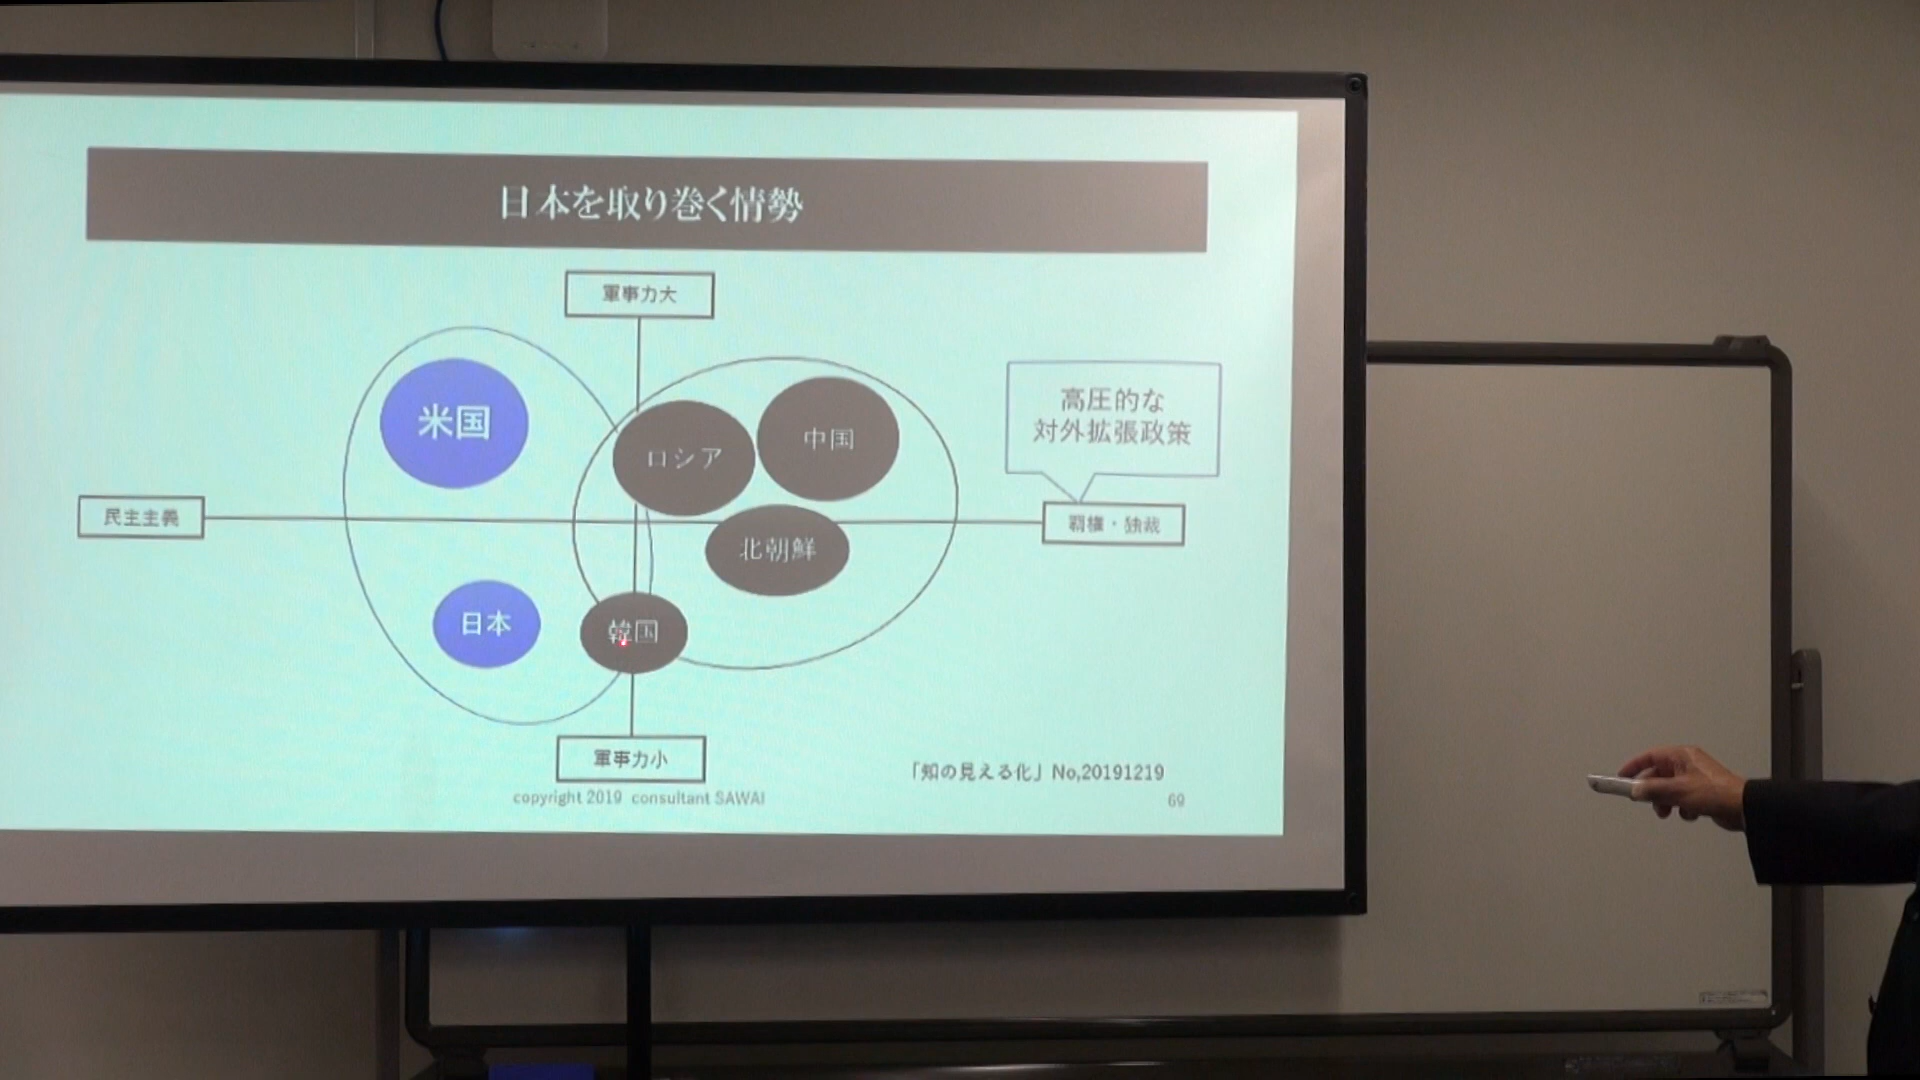 日本を取り巻く情勢
軍事力大
米国
ロシア
中国
高圧的な
対外拡張政策
民主主義
覇権・独裁
北朝鮮
日本
韓国
軍事力小
「知の見える化」No,20191219
copyright 2019 consultant SAWAI
69